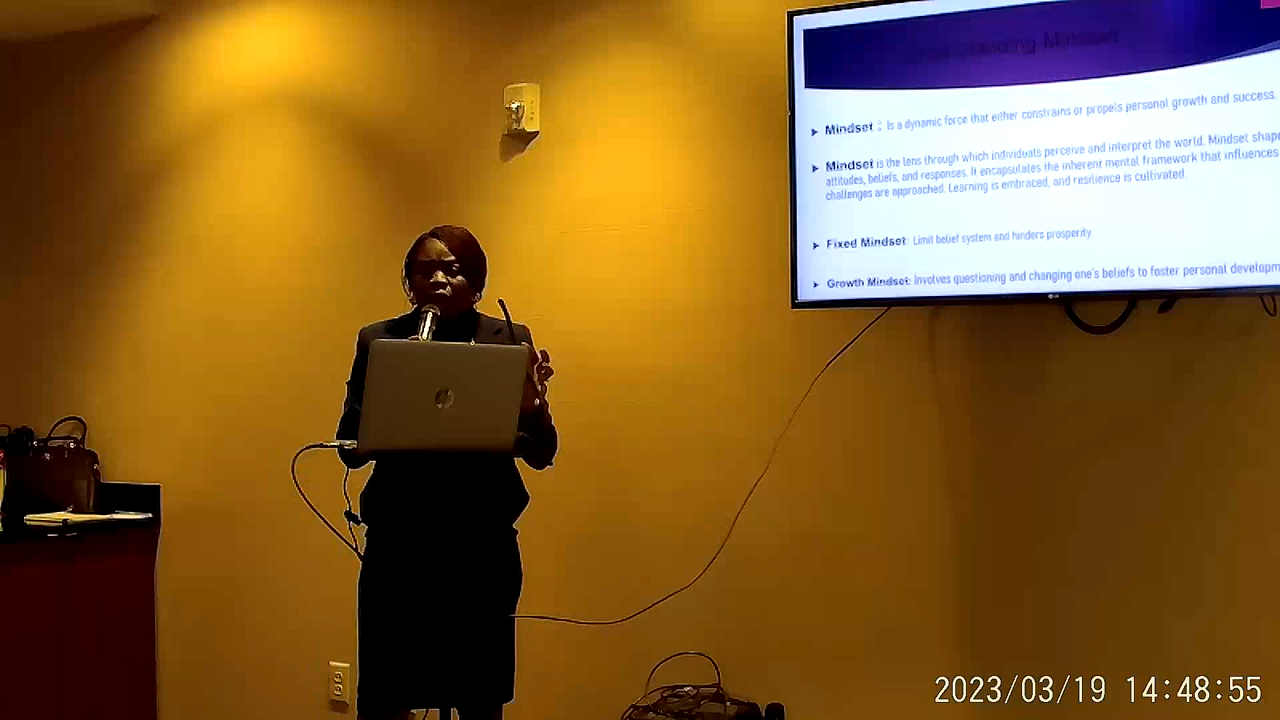 Mindset
Mindset : Is a dynamic force that either constrains or propels personal growth and success.
Mindset is the lens through which individuals perceive and interpret the world. Mindset
attitudes, beliefs, and responses. It encapsulates the inherent mental framework that influences
challenges are approached. Learning is embraced, and resilience is cultivated.
Fixed Mindset: Limit belief system and hinders prosperity
Growth Mindset: Involves questioning and changing one's beliefs to foster personal
hp
LG
2023/03/19 14:48:55